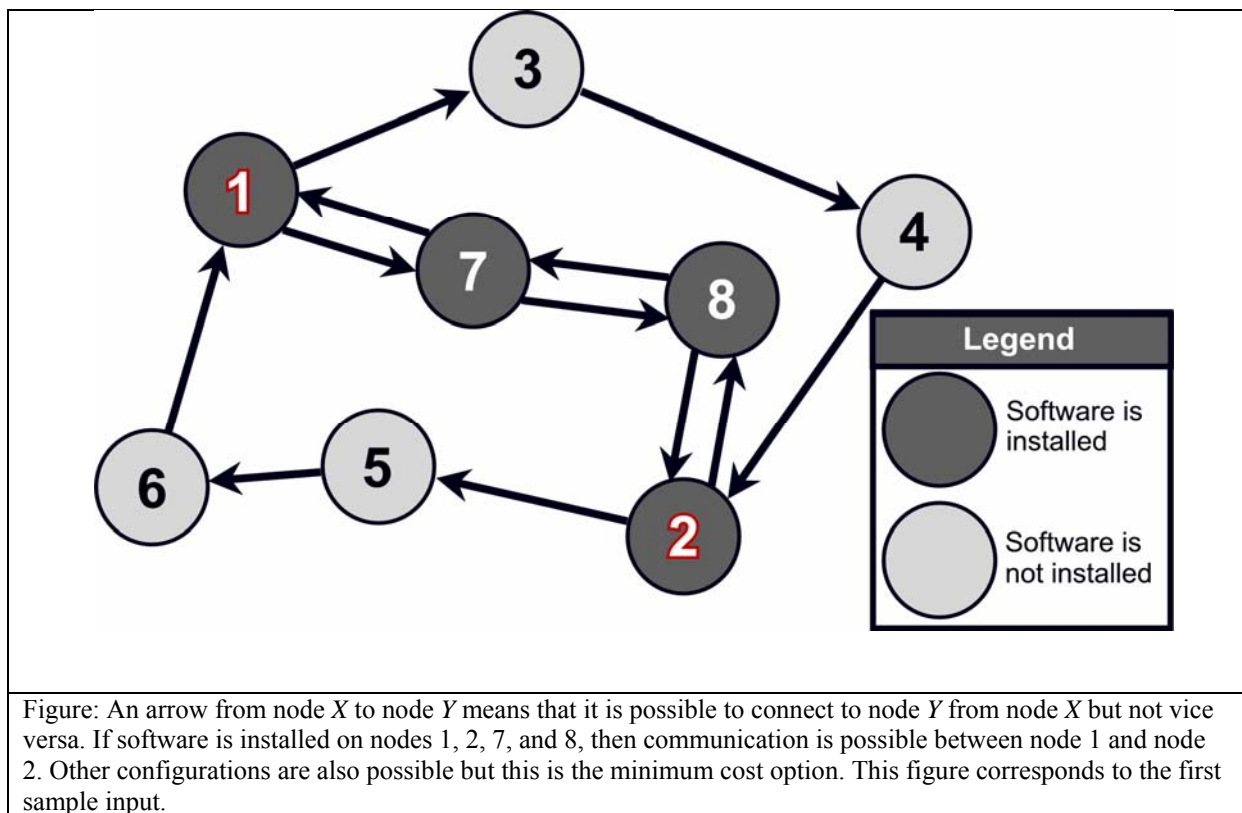 3
1
4
7
8
Legend
Software is
installed
5
6
2
Software is
not installed
Figure: An arrow from node X to node Y means that it is possible to connect to node Y from node X but not vice
versa. If software is installed on nodes 1, 2, 7, and 8, then communication is possible between node 1 and node
2. Other configurations are also possible but this is the minimum cost option. This figure corresponds to the first
sample input.